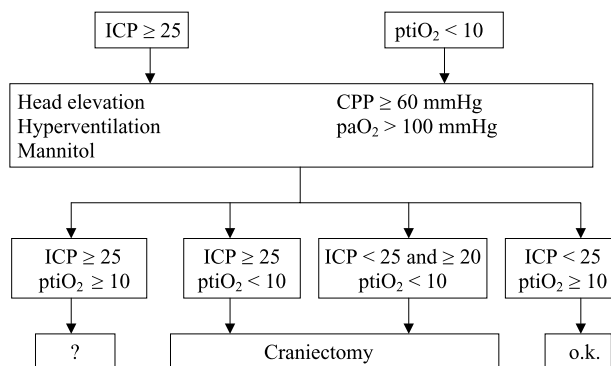 ICP ≥ 25
ptiO₂ < 10
Head elevation CPP ≥ 60 mmHg
Hyperventilation paO₂ > 100 mmHg
Mannitol
ICP ≥ 25
ptiO₂ ≥ 10
ICP ≥ 25
ptiO₂ < 10
ICP < 25 and ≥ 20
ptiO₂ < 10
ICP < 25
ptiO₂ ≥ 10
?
Craniectomy
o.k.